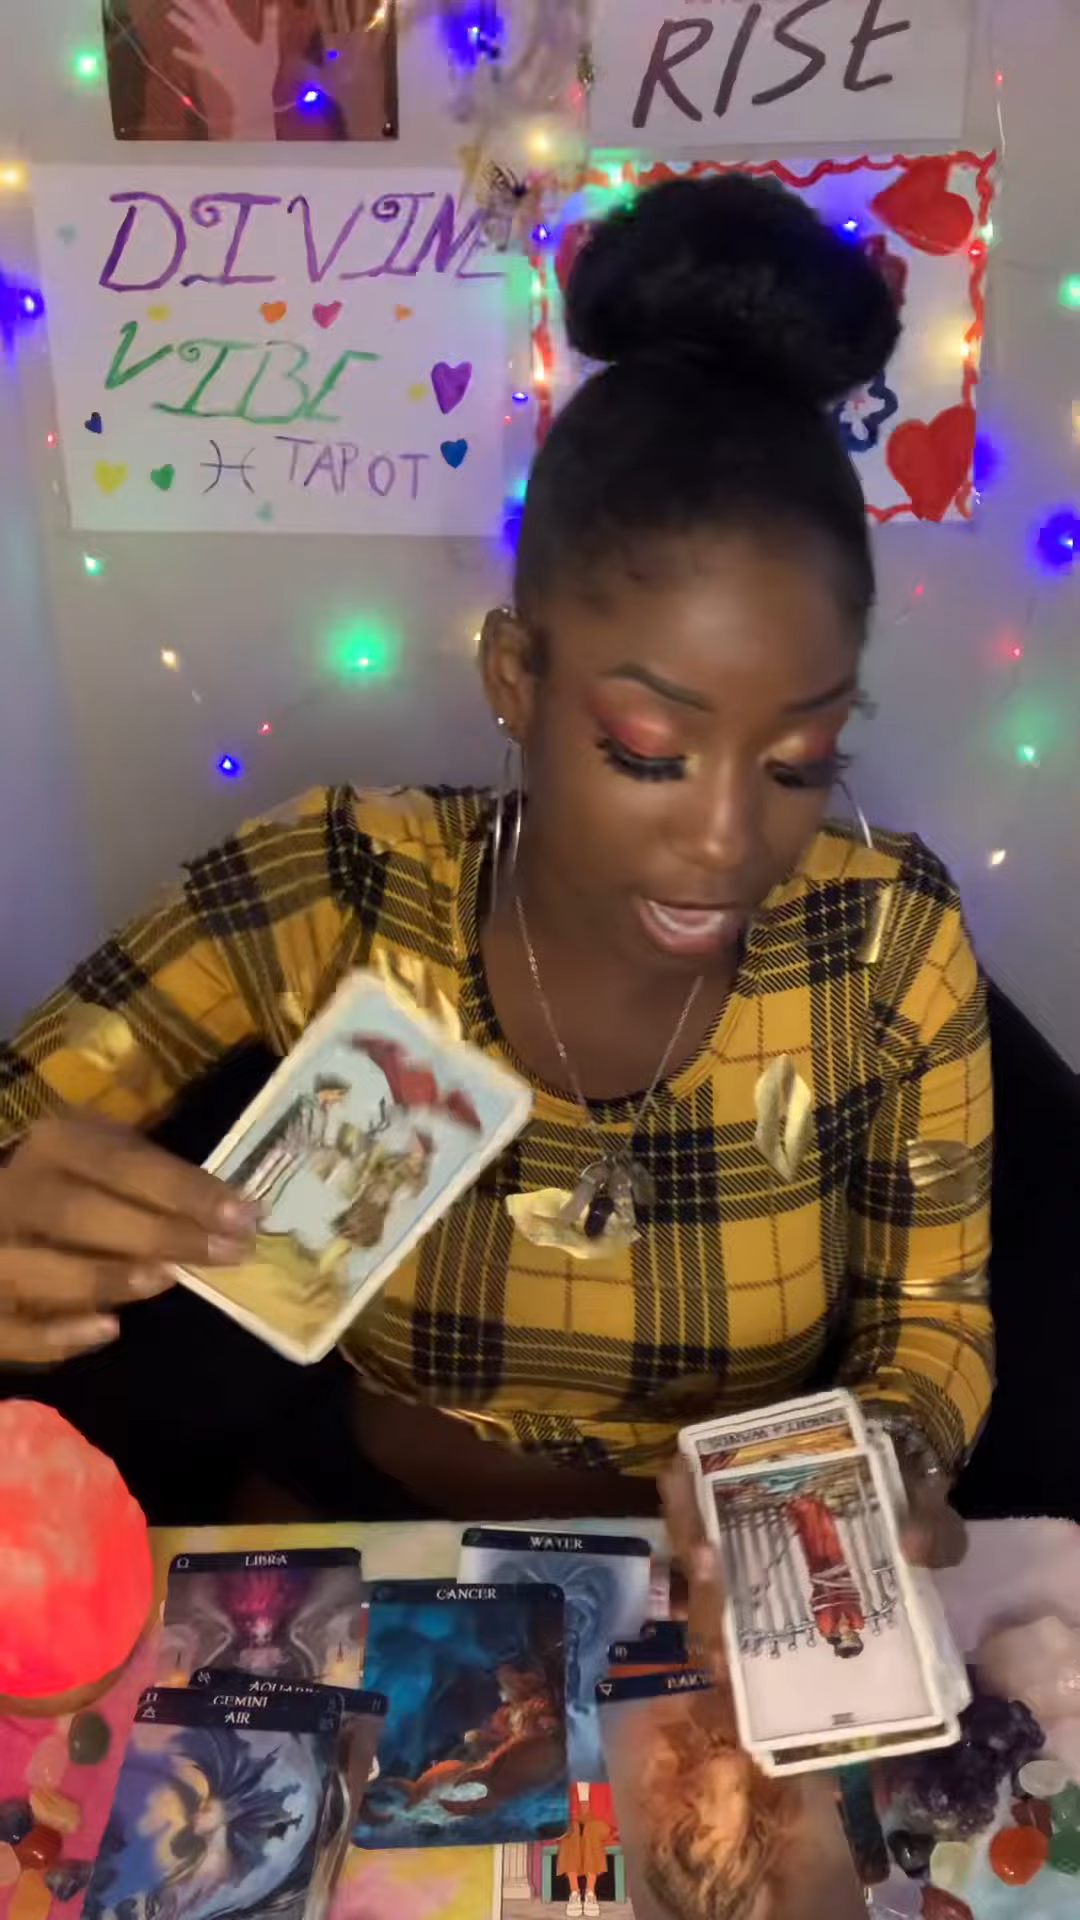 RISE
DIVINE
VIBE
♓ TAROT
LIBRA
WATER
CANCER
GEMINI
AIR